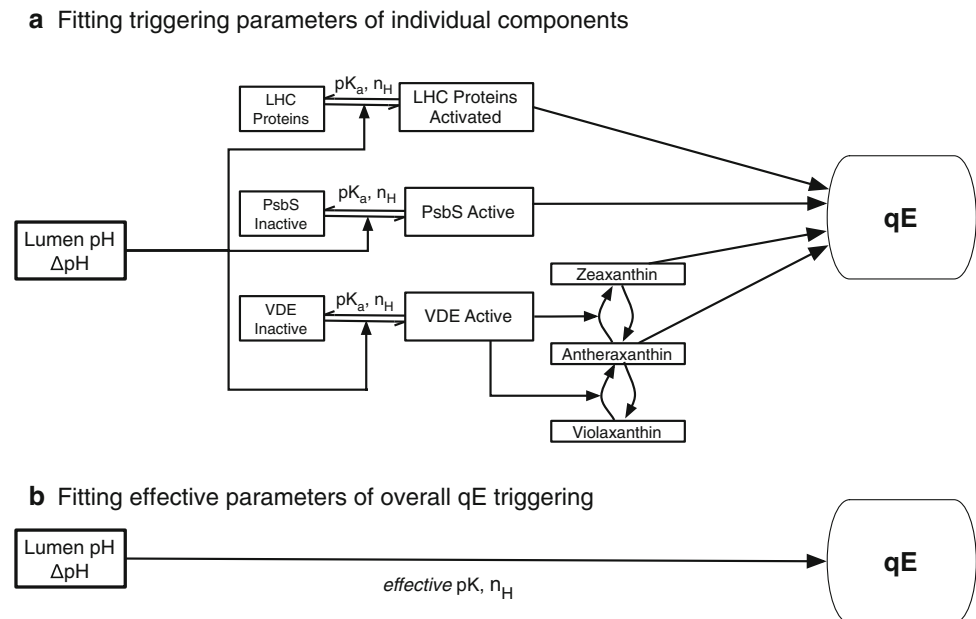 a Fitting triggering parameters of individual components
LHC
Proteins
pKa, nH
LHC Proteins
Activated
PsbS
Inactive
pKa, nH
PsbS Active
qE
Lumen pH
ΔpH
VDE
Inactive
pKa, nH
VDE Active
Zeaxanthin
Antheraxanthin
Violaxanthin
b Fitting effective parameters of overall qE triggering
Lumen pH
ΔpH
effective pK, nH
qE